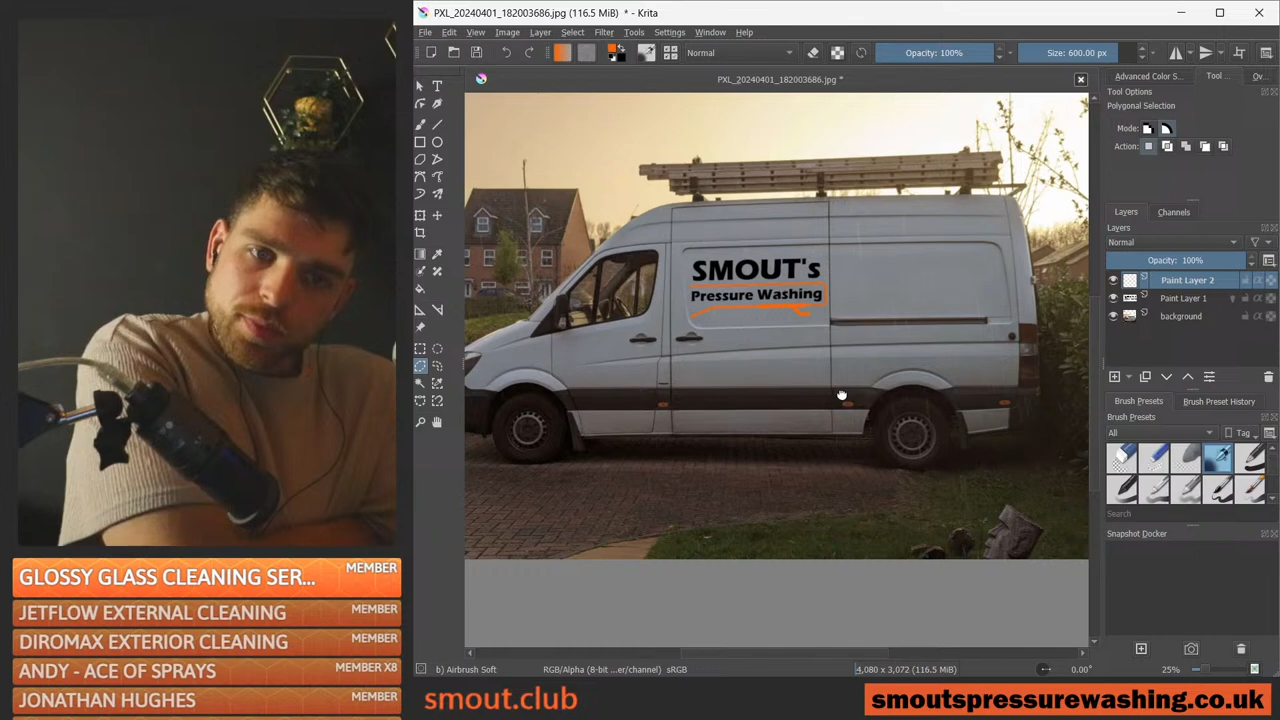 PXL_20240401_182003686.jpg (116.5 MiB) * - Krita
File Edit View Image Layer Select Filter Tools Settings Window Help
Normal
Opacity: 100%
Size: 600.00 px
PXL_20240401_182003686.jpg *
Advanced Color S... Tool ... Ov...
Tool Options
Polygonal Selection
Mode:
Action:
SMOUT's
Pressure Washing
Layers Channels
Layers
Normal
Opacity: 100%
Paint Layer 2
Paint Layer 1
background
Brush Presets Brush Preset History
Brush Presets
All
Tag
Search
Snapshot Docker
b) Airbrush Soft
RGB/Alpha (8-bit ...er/channel) sRGB
4,080 x 3,072 (116.5 MiB)
0.00°
25%
GLOSSY GLASS CLEANING SER... MEMBER
JETFLOW EXTERNAL CLEANING MEMBER
DIROMAX EXTERIOR CLEANING MEMBER
ANDY - ACE OF SPRAYS MEMBER X8
JONATHAN HUGHES MEMBER
smout.club
smoutspressurewashing.co.uk